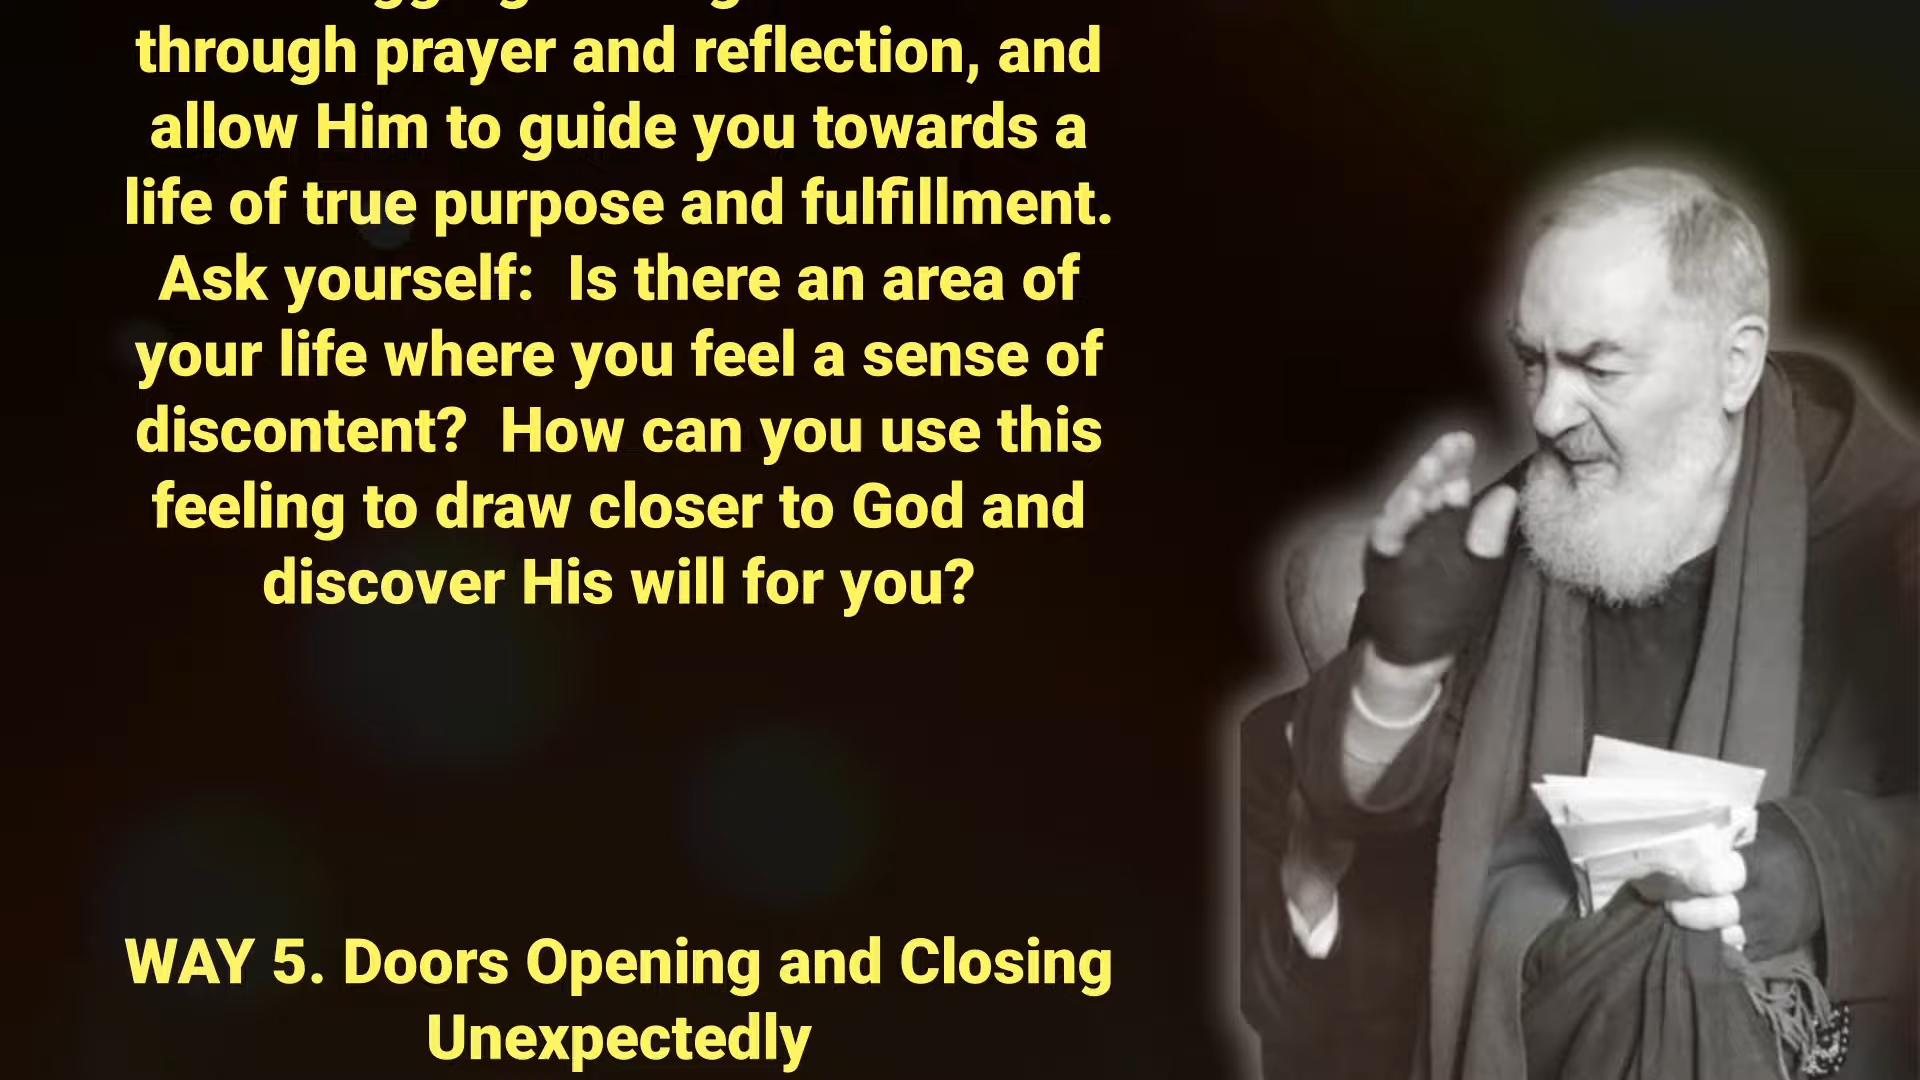 through prayer and reflection, and
allow Him to guide you towards a
life of true purpose and fulfillment.
Ask yourself:  Is there an area of
your life where you feel a sense of
discontent?  How can you use this
feeling to draw closer to God and
discover His will for you?
WAY 5. Doors Opening and Closing
Unexpectedly